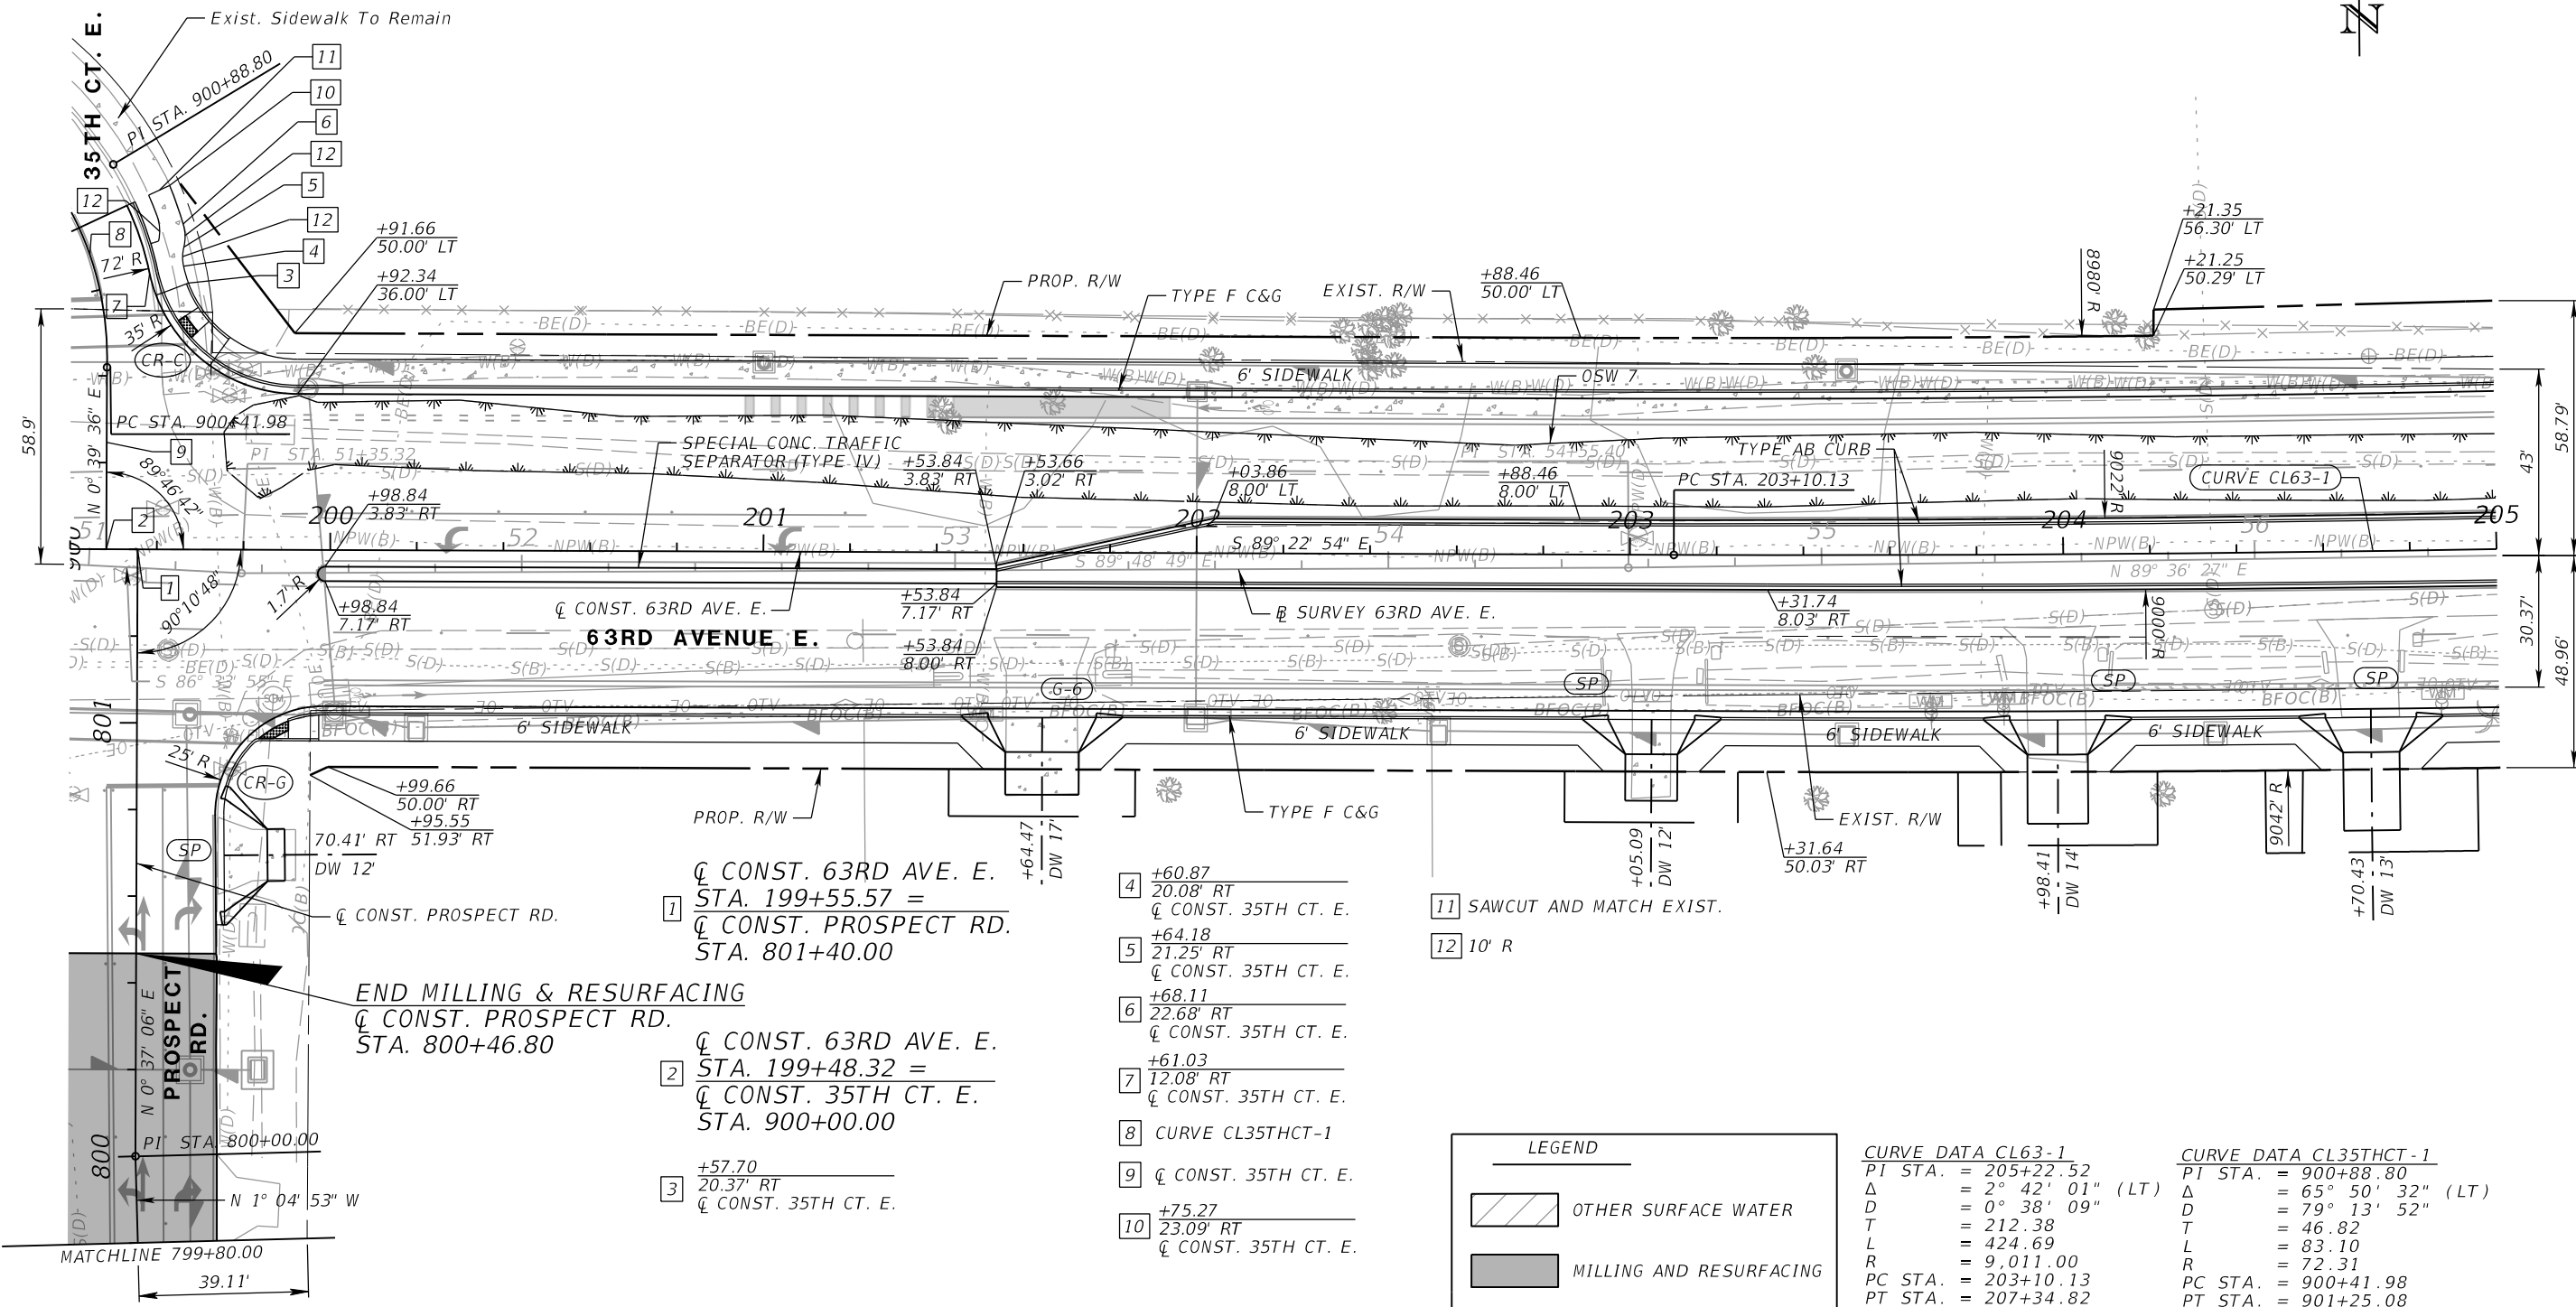 N
Exist. Sidewalk To Remain
35TH CT. E.
PI STA. 900+88.80
11
10
6
12
5
12
4
3
12
8
72' R
7
35' R
CR-C
+91.66
50.00' LT
+92.34
36.00' LT
PROP. R/W
TYPE F C&G
EXIST. R/W
+88.46
50.00' LT
8980' R
+21.35
56.30' LT
+21.25
50.29' LT
58.9'
N 0° 39' 36" E
PC STA. 900+41.98
9
89°46'42"
PI STA. 51+35.32
2
1
90°10'48"
1.7' R
6' SIDEWALK
OSW 7
SPECIAL CONC. TRAFFIC
SEPARATOR (TYPE IV)
+53.84
3.83' RT
+53.66
3.02' RT
+03.86
8.00' LT
STA. 54+55.40
+88.46
8.00' LT
TYPE AB CURB
PC STA. 203+10.13
9022' R
CURVE CL63-1
43'
58.79'
+98.84
3.83' RT
900
200
201
202
203
204
205
51
52
53
54
55
56
S 89° 22' 54" E
S 89° 48' 49" E
N 89° 36' 27" E
+98.84
7.17' RT
℄ CONST. 63RD AVE. E.
63RD AVENUE E.
+53.84
7.17' RT
+53.84
8.00' RT
B SURVEY 63RD AVE. E.
+31.74
8.03' RT
9000' R
30.37'
48.96'
S 86° 33' 55" E
801
G-6
SP
SP
SP
6' SIDEWALK
6' SIDEWALK
6' SIDEWALK
6' SIDEWALK
25' R
CR-G
+99.66
50.00' RT
+95.55
51.93' RT
PROP. R/W
TYPE F C&G
EXIST. R/W
+31.64
50.03' RT
9042' R
SP
70.41' RT
DW 12'
+64.47
DW 17'
+05.09
DW 12'
+98.41
DW 14'
+70.43
DW 13'
℄ CONST. PROSPECT RD.
1
℄ CONST. 63RD AVE. E.
STA. 199+55.57 =
℄ CONST. PROSPECT RD.
STA. 801+40.00
END MILLING & RESURFACING
℄ CONST. PROSPECT RD.
STA. 800+46.80
2
℄ CONST. 63RD AVE. E.
STA. 199+48.32 =
℄ CONST. 35TH CT. E.
STA. 900+00.00
3
+57.70
20.37' RT
℄ CONST. 35TH CT. E.
4
+60.87
20.08' RT
℄ CONST. 35TH CT. E.
5
+64.18
21.25' RT
℄ CONST. 35TH CT. E.
6
+68.11
22.68' RT
℄ CONST. 35TH CT. E.
7
+61.03
12.08' RT
℄ CONST. 35TH CT. E.
8 CURVE CL35THCT-1
9 ℄ CONST. 35TH CT. E.
10
+75.27
23.09' RT
℄ CONST. 35TH CT. E.
11 SAWCUT AND MATCH EXIST.
12 10' R
PROSPECT
RD.
N 0° 37' 06" E
800
PI STA. 800+00.00
N 1° 04' 53" W
MATCHLINE 799+80.00
39.11'
LEGEND
OTHER SURFACE WATER
MILLING AND RESURFACING
CURVE DATA CL63-1
PI STA. = 205+22.52
Δ = 2° 42' 01" (LT)
D = 0° 38' 09"
T = 212.38
L = 424.69
R = 9,011.00
PC STA. = 203+10.13
PT STA. = 207+34.82
CURVE DATA CL35THCT-1
PI STA. = 900+88.80
Δ = 65° 50' 32" (LT)
D = 79° 13' 52"
T = 46.82
L = 83.10
R = 72.31
PC STA. = 900+41.98
PT STA. = 901+25.08